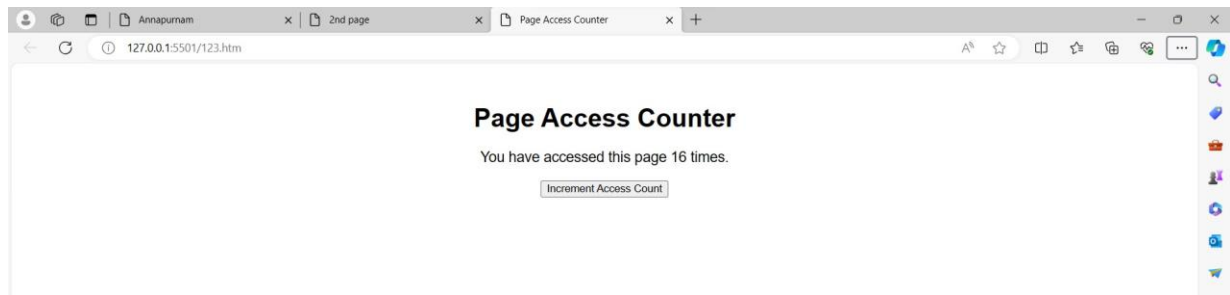 Annapurnam
2nd page
Page Access Counter
127.0.0.1:5501/123.htm
Page Access Counter
You have accessed this page 16 times.
Increment Access Count